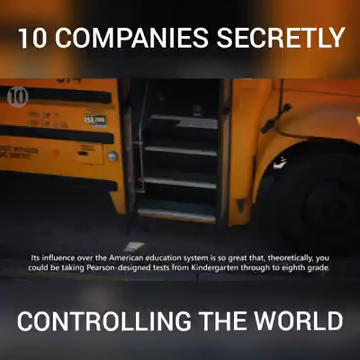 10 COMPANIES SECRETLY
10
Its influence over the American education system is so great that, theoretically, you
could be taking Pearson-designed tests from Kindergarten through to eighth grade.
CONTROLLING THE WORLD